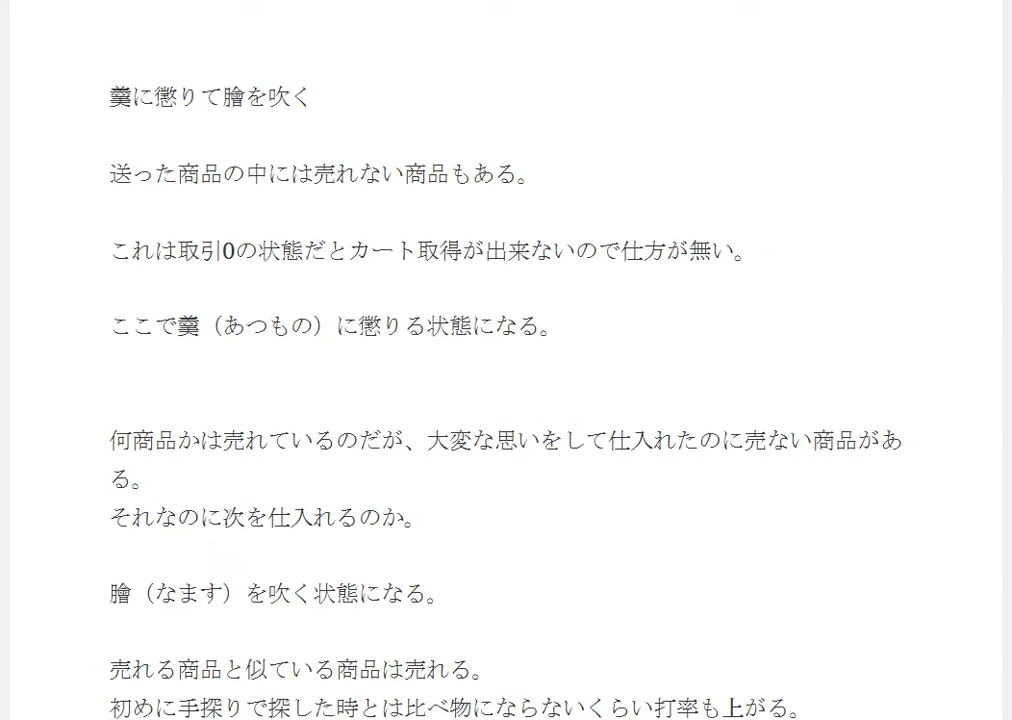 羹に懲りて膾を吹く
送った商品の中には売れない商品もある。
これは取引0の状態だとカート取得が出来ないので仕方が無い。
ここで羹（あつもの）に懲りる状態になる。
何商品かは売れているのだが、大変な思いをして仕入れたのに売ない商品があ
る。
それなのに次を仕入れるのか。
膾（なます）を吹く状態になる。
売れる商品と似ている商品は売れる。
初めに手探りで探した時とは比べ物にならないくらい打率も上がる。